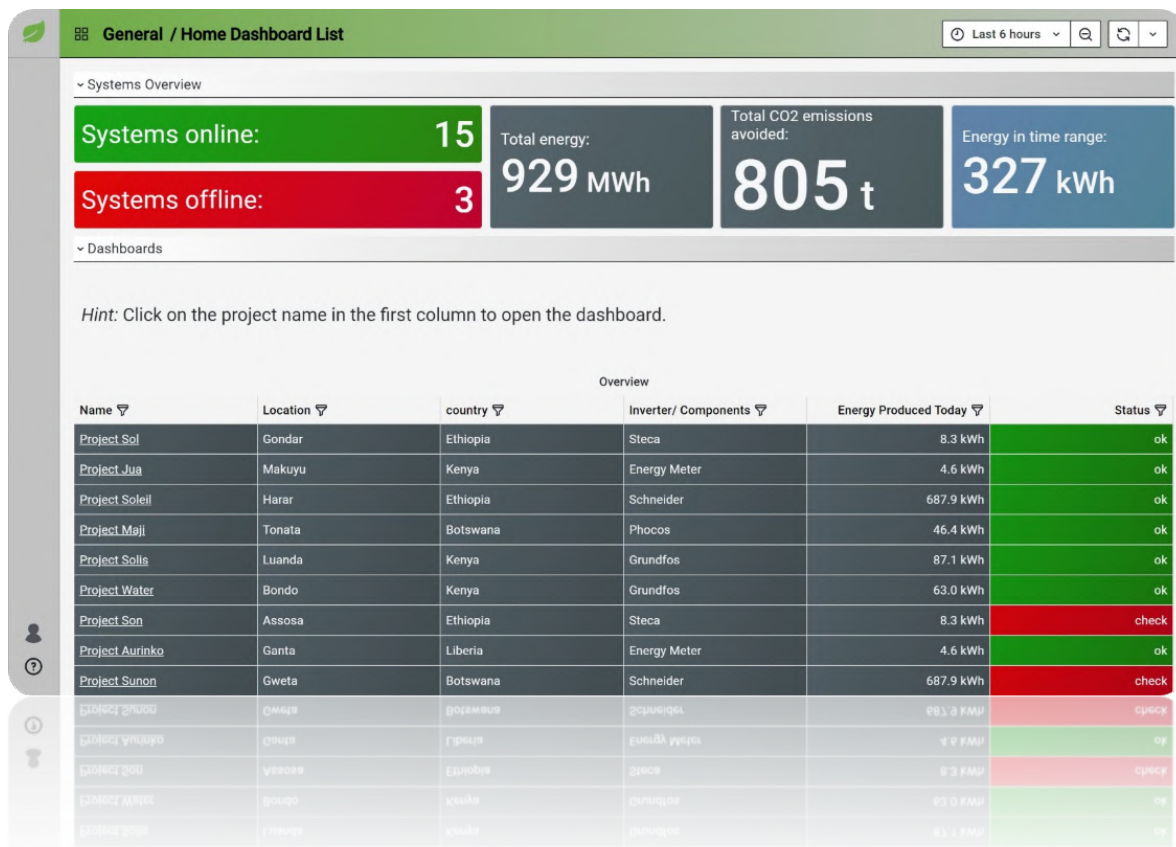 General / Home Dashboard List
Last 6 hours
Systems Overview
Systems online: 15
Systems offline: 3
Total energy:
929 MWh
Total CO2 emissions
avoided:
805 t
Energy in time range:
327 kWh
Dashboards
Hint: Click on the project name in the first column to open the dashboard.
Overview
Name Location country Inverter/ Components Energy Produced Today Status
Project Sol Gondar Ethiopia Steca 8.3 kWh ok
Project Jua Makuyu Kenya Energy Meter 4.6 kWh ok
Project Soleil Harar Ethiopia Schneider 687.9 kWh ok
Project Maji Tonata Botswana Phocos 46.4 kWh ok
Project Solis Luanda Kenya Grundfos 87.1 kWh ok
Project Water Bondo Kenya Grundfos 63.0 kWh ok
Project Son Assosa Ethiopia Steca 8.3 kWh check
Project Aurinko Ganta Liberia Energy Meter 4.6 kWh ok
Project Sunon Gweta Botswana Schneider 687.9 kWh check